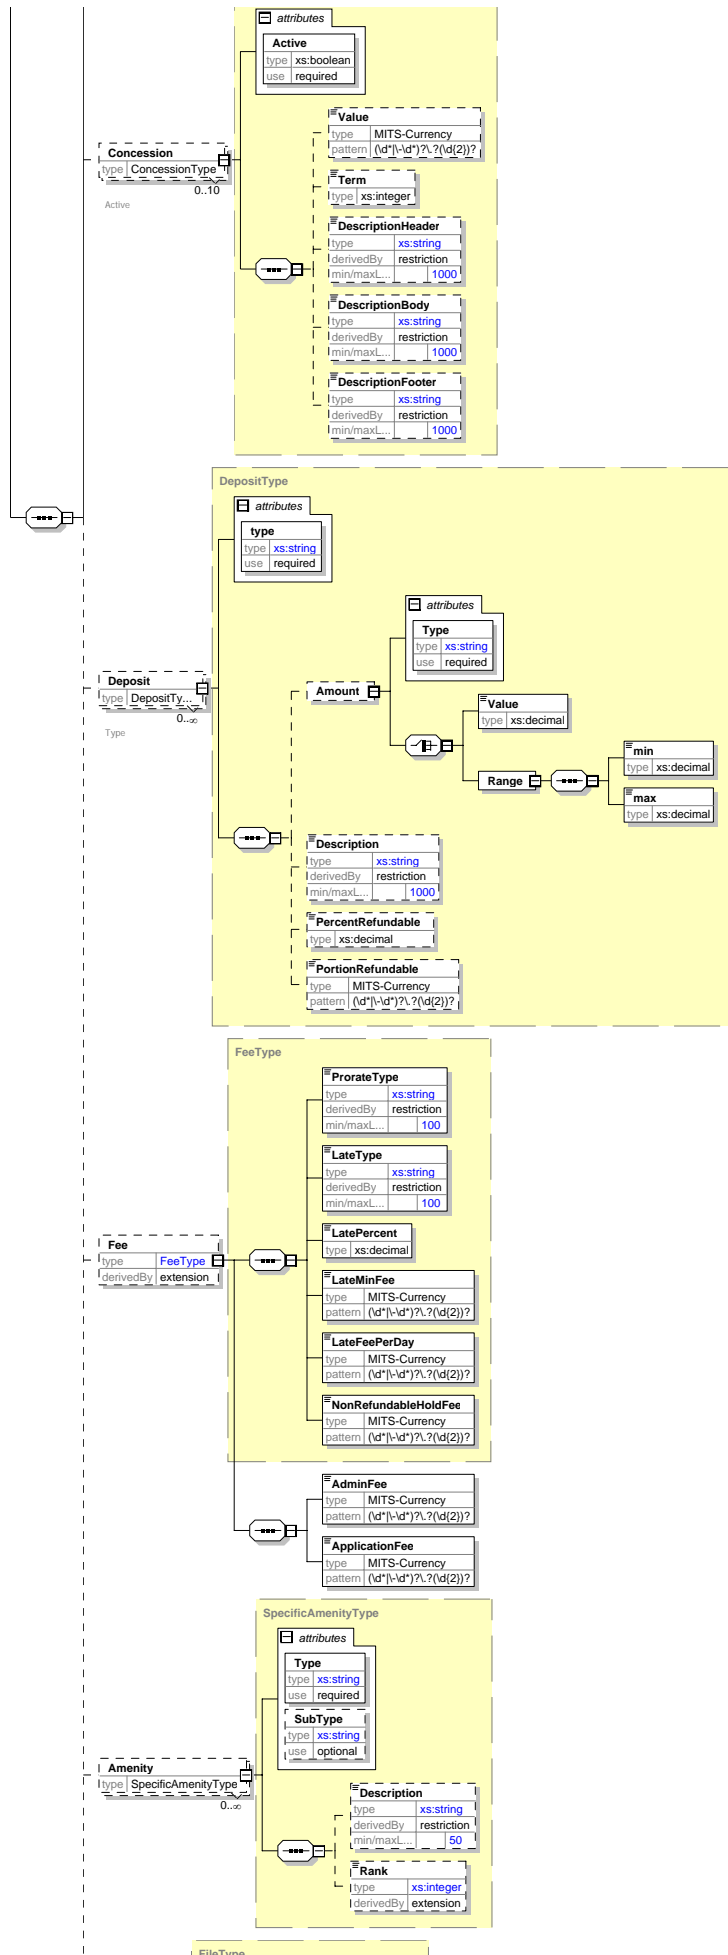 attributes
Active
type xs:boolean
use required
Value
type MITS-Currency
pattern (\d*|\-\d*)?\.?(\d{2})?
Concession
type ConcessionType
0..10
Active
Term
type xs:integer
DescriptionHeader
type xs:string
derivedBy restriction
min/maxL... 1000
DescriptionBody
type xs:string
derivedBy restriction
min/maxL... 1000
DescriptionFooter
type xs:string
derivedBy restriction
min/maxL... 1000
DepositType
attributes
type
type xs:string
use required
attributes
Type
type xs:string
use required
Deposit
type DepositTy...
0..∞
Type
Amount
Value
type xs:decimal
Range
min
type xs:decimal
max
type xs:decimal
Description
type xs:string
derivedBy restriction
min/maxL... 1000
PercentRefundable
type xs:decimal
PortionRefundable
type MITS-Currency
pattern (\d*|\-\d*)?\.?(\d{2})?
FeeType
ProrateType
type xs:string
derivedBy restriction
min/maxL... 100
LateType
type xs:string
derivedBy restriction
min/maxL... 100
Fee
type FeeType
derivedBy extension
LatePercent
type xs:decimal
LateMinFee
type MITS-Currency
pattern (\d*|\-\d*)?\.?(\d{2})?
LateFeePerDay
type MITS-Currency
pattern (\d*|\-\d*)?\.?(\d{2})?
NonRefundableHoldFee
type MITS-Currency
pattern (\d*|\-\d*)?\.?(\d{2})?
AdminFee
type MITS-Currency
pattern (\d*|\-\d*)?\.?(\d{2})?
ApplicationFee
type MITS-Currency
pattern (\d*|\-\d*)?\.?(\d{2})?
SpecificAmenityType
attributes
Type
type xs:string
use required
SubType
type xs:string
use optional
Amenity
type SpecificAmenityType
0..∞
Description
type xs:string
derivedBy restriction
min/maxL... 50
Rank
type xs:integer
derivedBy extension
FileType